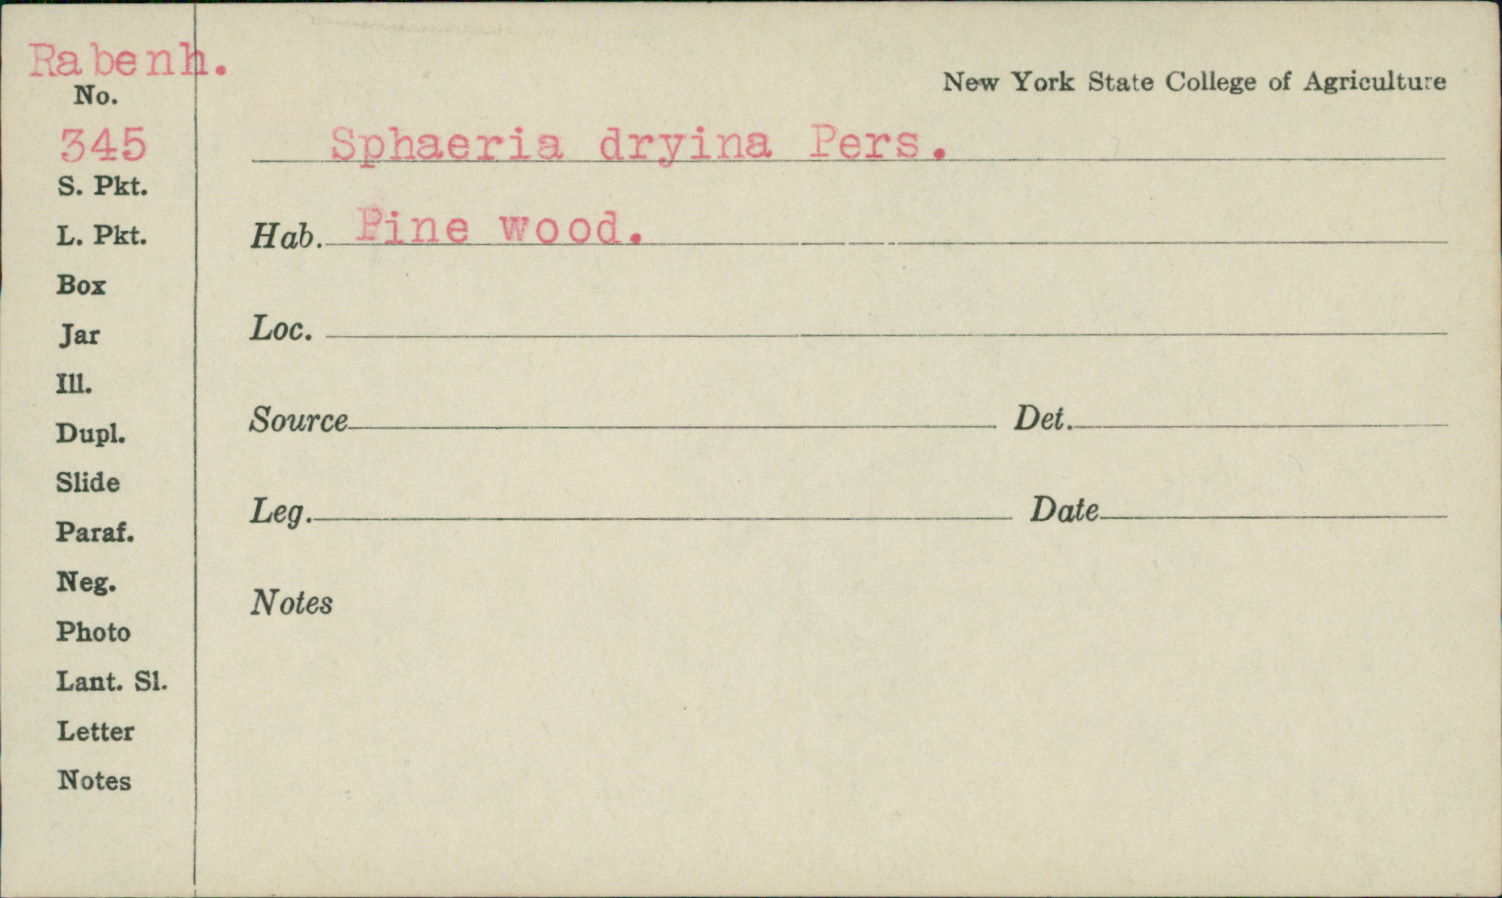 Rabenh.
No.
345
S. Pkt.
L. Pkt.
Box
Jar
Ill.
Dupl.
Slide
Paraf.
Neg.
Photo
Lant. Sl.
Letter
Notes
New York State College of Agriculture
Sphaeria dryina Pers.
Hab. Pine wood.
Loc.
Source Det.
Leg. Date
Notes